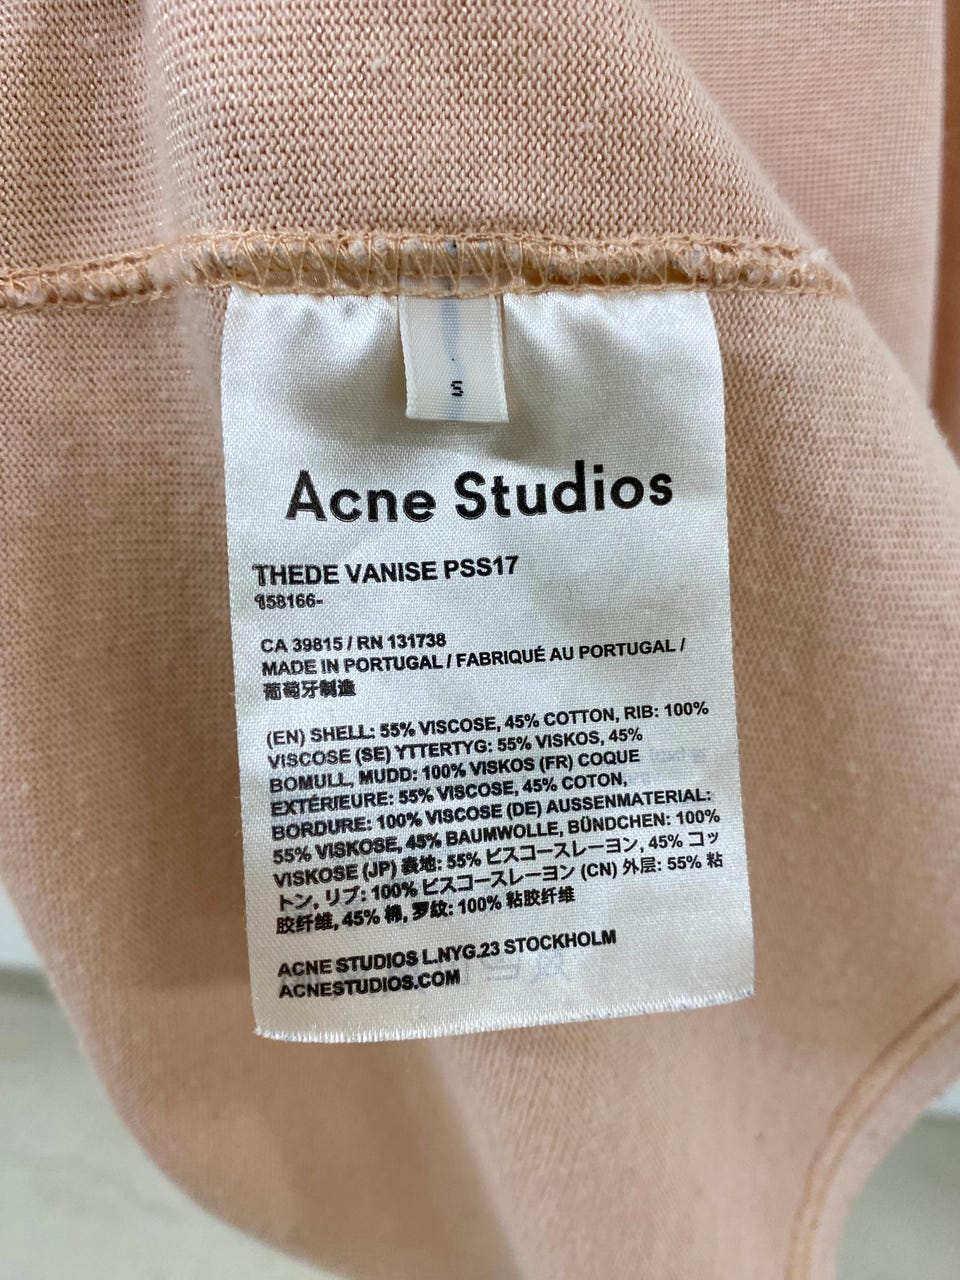 S
Acne Studios
THEDE VANISE PSS17
158166-
CA 39815 / RN 131738
MADE IN PORTUGAL / FABRIQUÉ AU PORTUGAL /
葡萄牙制造
(EN) SHELL: 55% VISCOSE, 45% COTTON, RIB: 100%
VISCOSE (SE) YTTERTYG: 55% VISKOS, 45%
BOMULL, MUDD: 100% VISKOS (FR) COQUE
EXTÉRIEURE: 55% VISCOSE, 45% COTON,
BORDURE: 100% VISCOSE (DE) AUSSENMATERIAL:
55% VISKOSE, 45% BAUMWOLLE, BÜNDCHEN: 100%
VISKOSE (JP) 表地: 55% ビスコースレーヨン, 45% コッ
トン, リブ: 100% ビスコースレーヨン (CN) 外层: 55% 粘
胶纤维, 45% 棉, 罗纹: 100% 粘胶纤维
ACNE STUDIOS L.NYG.23 STOCKHOLM
ACNESTUDIOS.COM